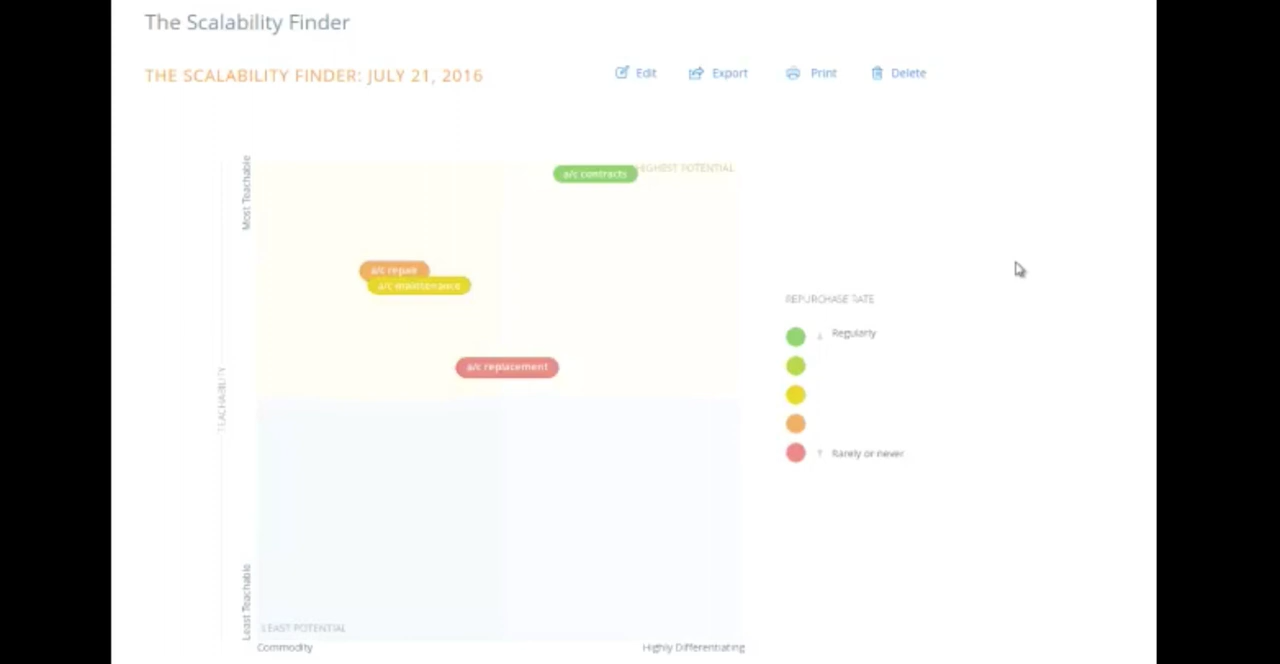 The Scalability Finder
THE SCALABILITY FINDER: JULY 21, 2016
Edit
Export
Print
Delete
Most Teachable
a/c contracts
HIGHEST POTENTIAL
a/c repair
a/c maintenance
REPURCHASE RATE
Regularly
a/c replacement
TEACHABILITY
Rarely or never
Least Teachable
LEAST POTENTIAL
Commodity
Highly Differentiating